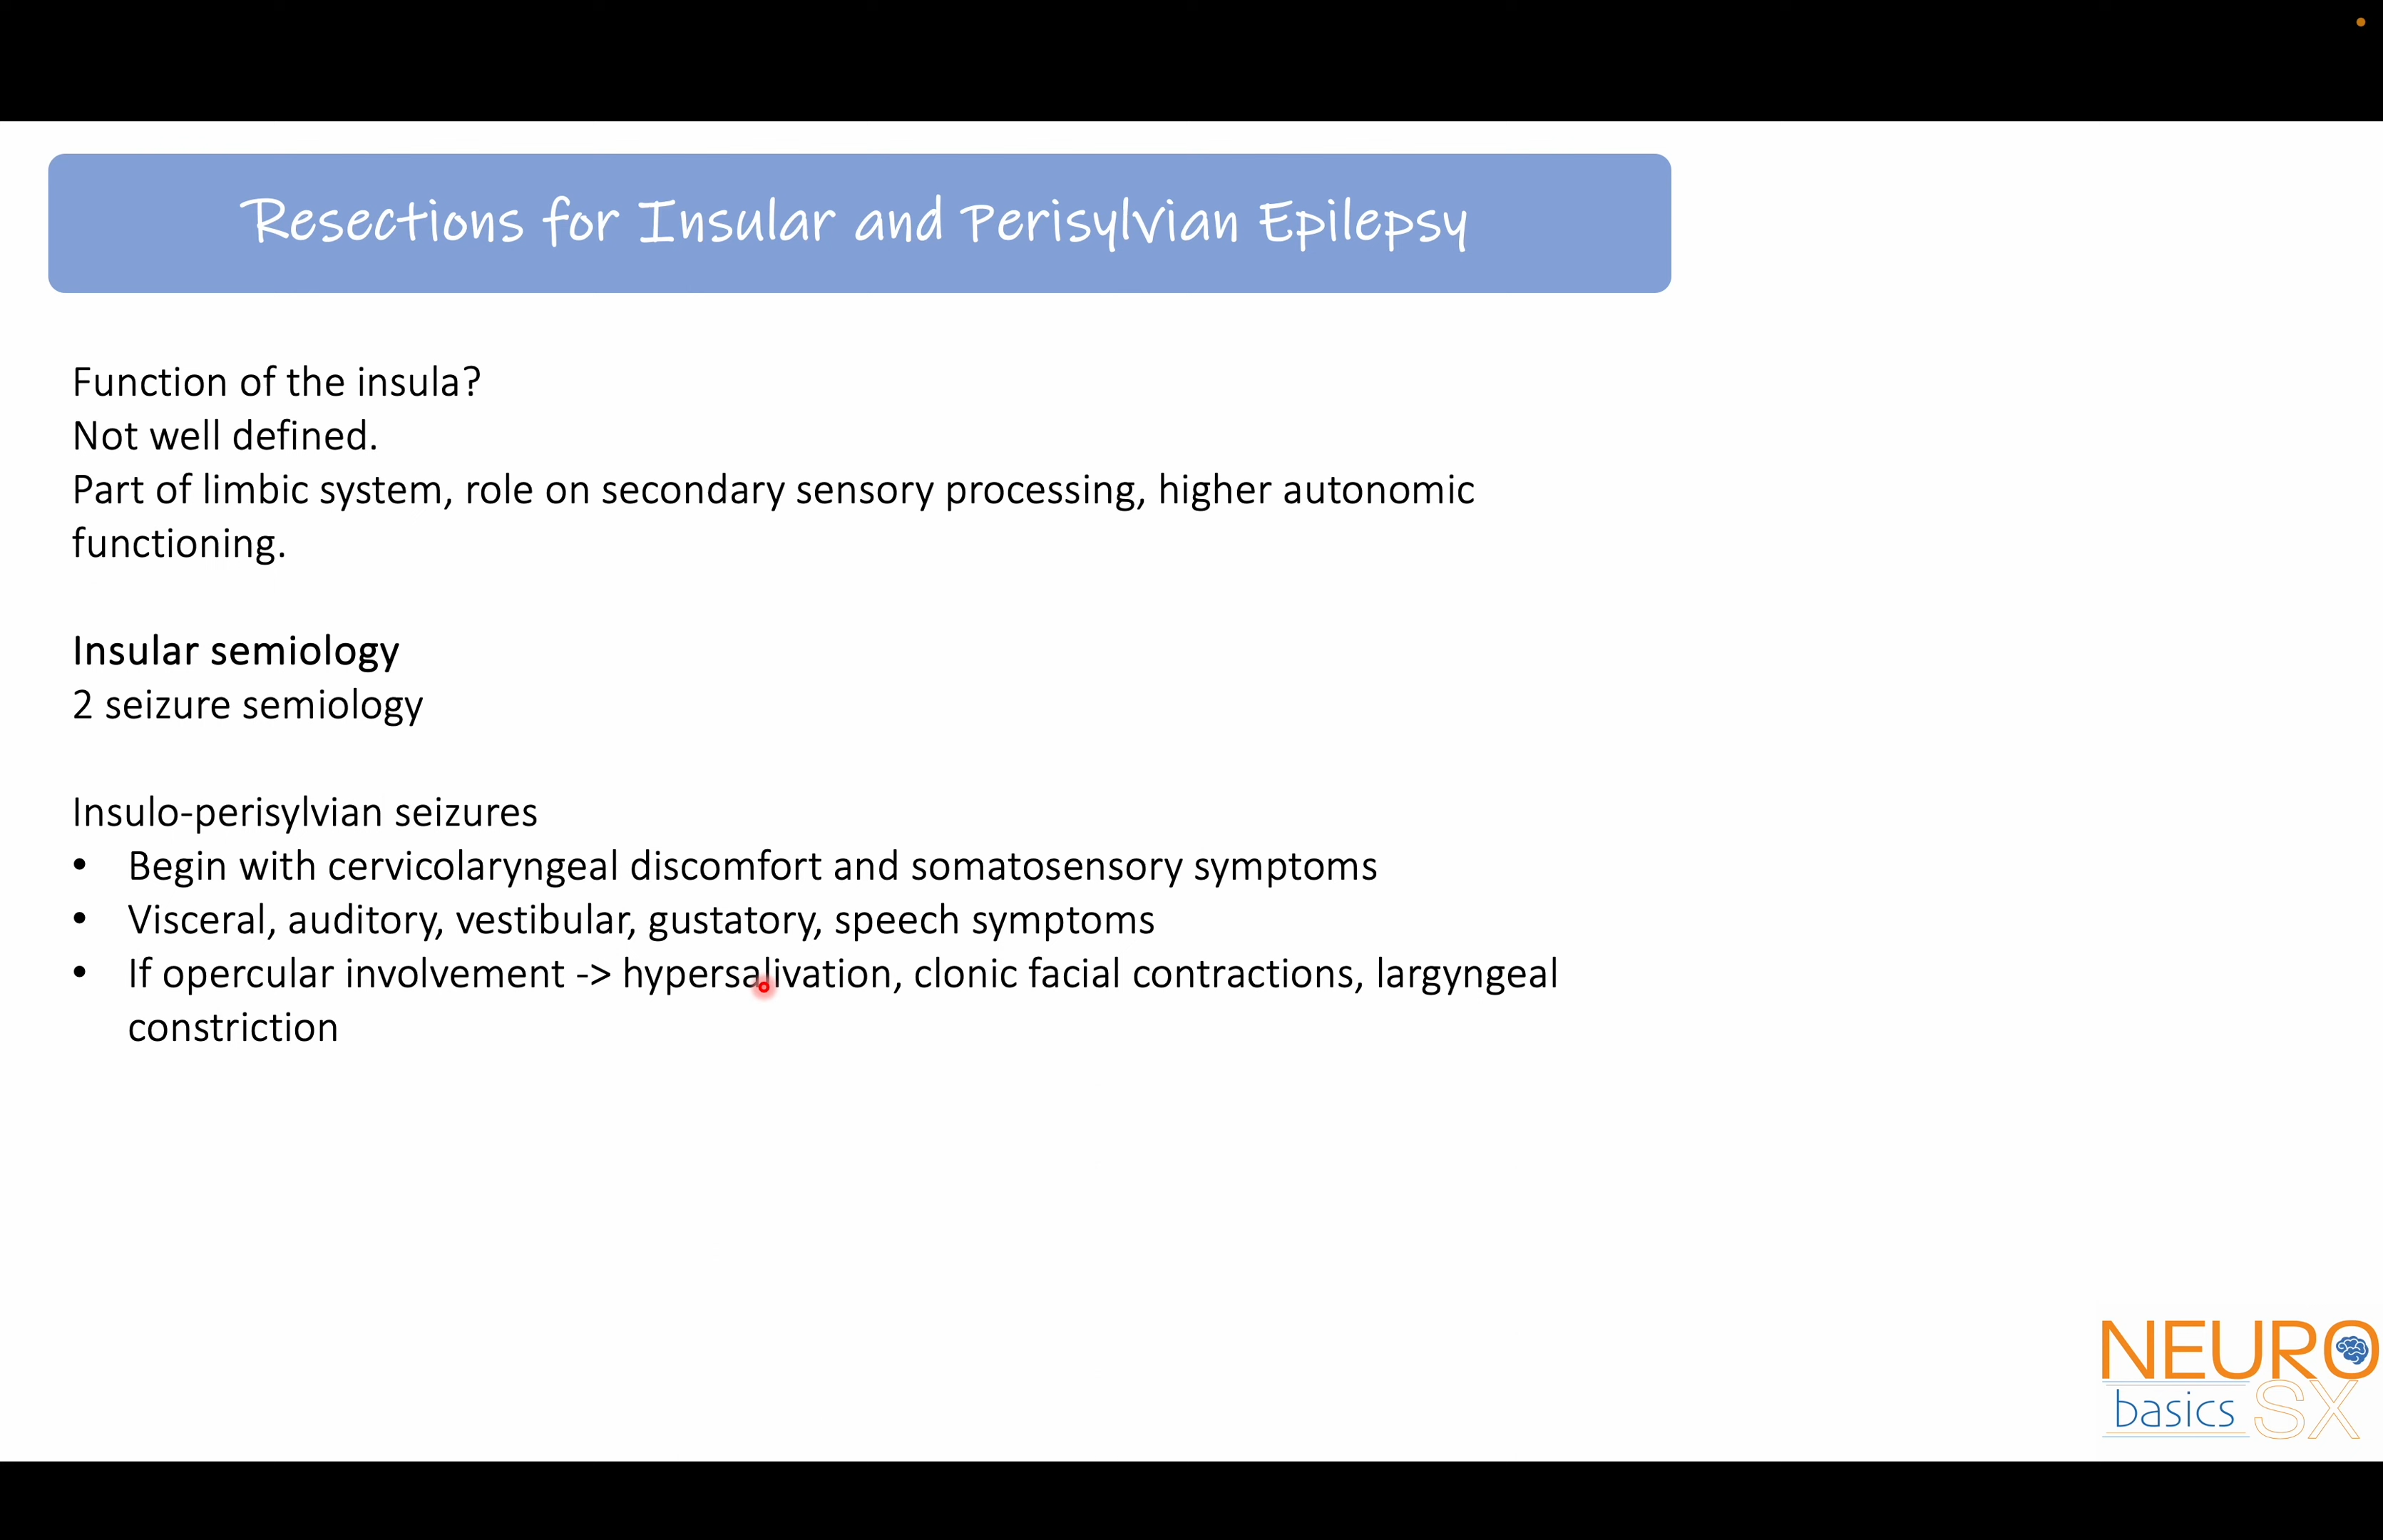 Resections for Insular and Perisylvian Epilepsy
Function of the insula?
Not well defined.
Part of limbic system, role on secondary sensory processing, higher autonomic
functioning.
Insular semiology
2 seizure semiology
Insulo-perisylvian seizures
• Begin with cervicolaryngeal discomfort and somatosensory symptoms
• Visceral, auditory, vestibular, gustatory, speech symptoms
• If opercular involvement -> hypersalivation, clonic facial contractions, largyngeal
constriction
NEURO
basics SX